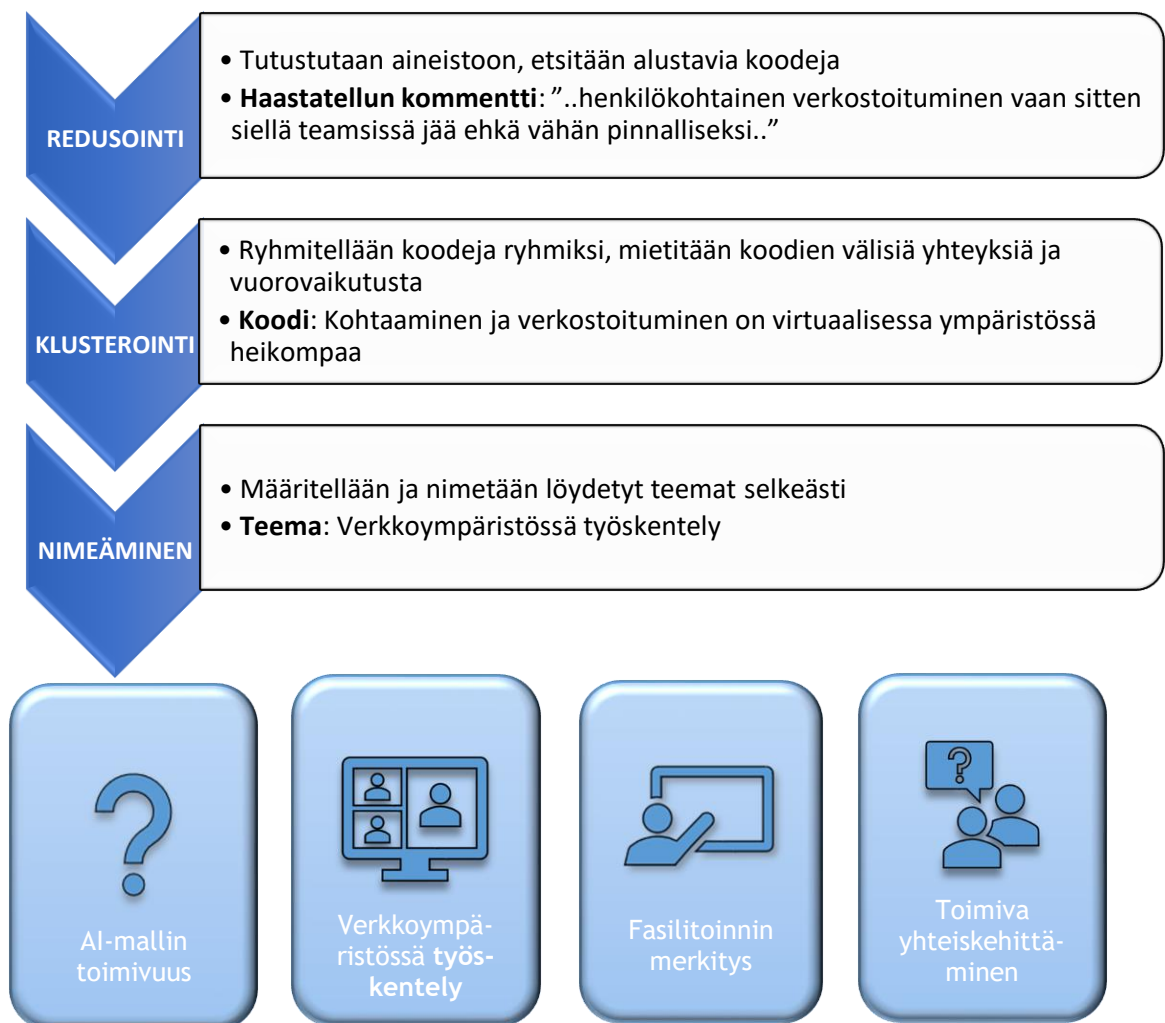 REDUSOINTI
• Tutustutaan aineistoon, etsitään alustavia koodeja
• Haastatellun kommentti: ”..henkilökohtainen verkostoituminen vaan sitten
siellä teamsissä jää ehkä vähän pinnalliseksi..”
KLUSTEROINTI
• Ryhmitellään koodeja ryhmiksi, mietitään koodien välisiä yhteyksiä ja
vuorovaikutusta
• Koodi: Kohtaaminen ja verkostoituminen on virtuaalisessa ympäristössä
heikompaa
NIMEÄMINEN
• Määritellään ja nimetään löydetyt teemat selkeästi
• Teema: Verkkoympäristössä työskentely
AI-mallin
toimivuus
Verkkoympä-
ristössä työs-
kentely
Fasilitoinnin
merkitys
Toimiva
yhteiskehittä-
minen